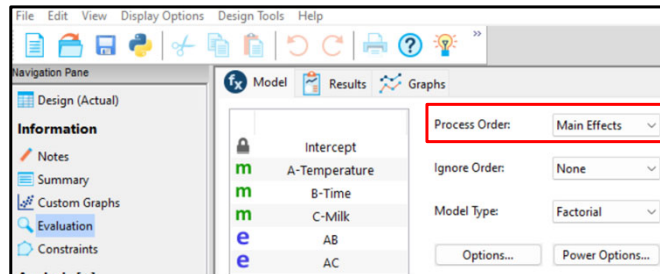 File Edit View Display Options Design Tools Help
»
Navigation Pane
Design (Actual)
Information
Notes
Summary
Custom Graphs
Evaluation
Constraints
fx Model Results Graphs
Intercept
m A-Temperature
m B-Time
m C-Milk
e AB
e AC
Process Order: Main Effects
Ignore Order: None
Model Type: Factorial
Options... Power Options...